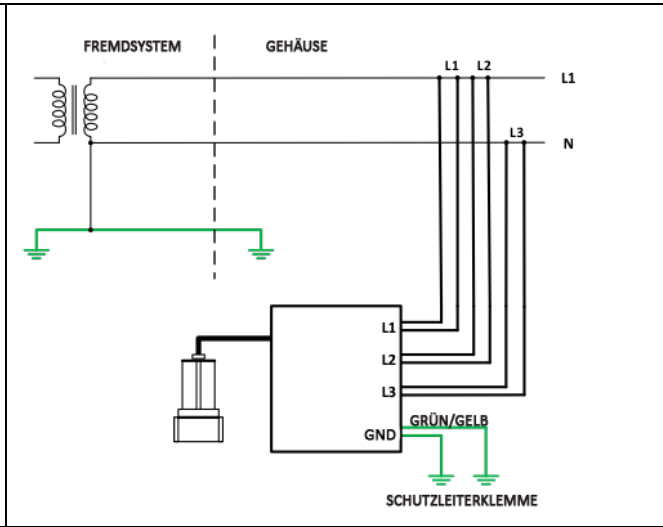 FREMDSYSTEM GEHÄUSE
L1 L2
L1
L3
N
L1
L2
L3
GRÜN/GELB
GND
SCHUTZLEITERKLEMME